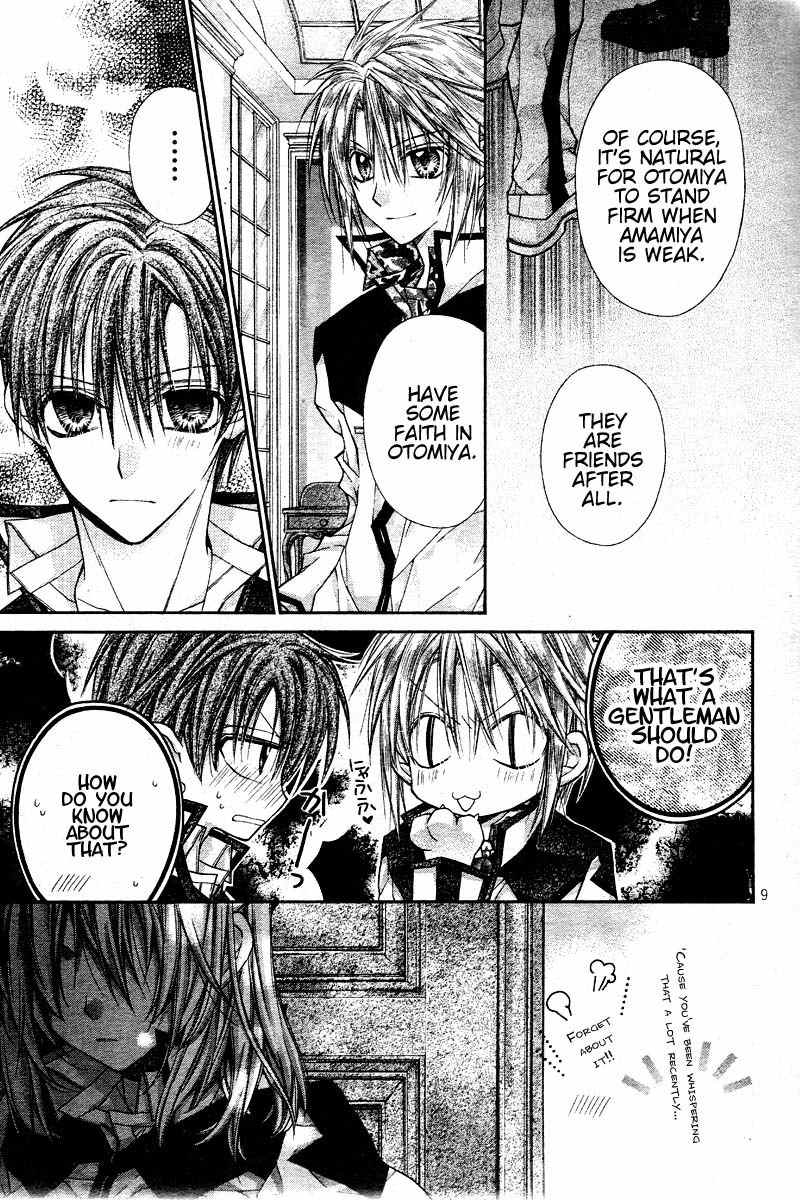 OF COURSE,
IT'S NATURAL
FOR OTOMIYA
TO STAND
FIRM WHEN
AMAMIYA
IS WEAK.
THEY
ARE
FRIENDS
AFTER
ALL.
HAVE
SOME
FAITH IN
OTOMIYA.
......
THAT'S
WHAT A
GENTLEMAN
SHOULD
DO!
HOW
DO YOU
KNOW
ABOUT
THAT?
9
'CAUSE YOU'VE BEEN WHISPERING
THAT A LOT RECENTLY...
FORGET
ABOUT
IT!!